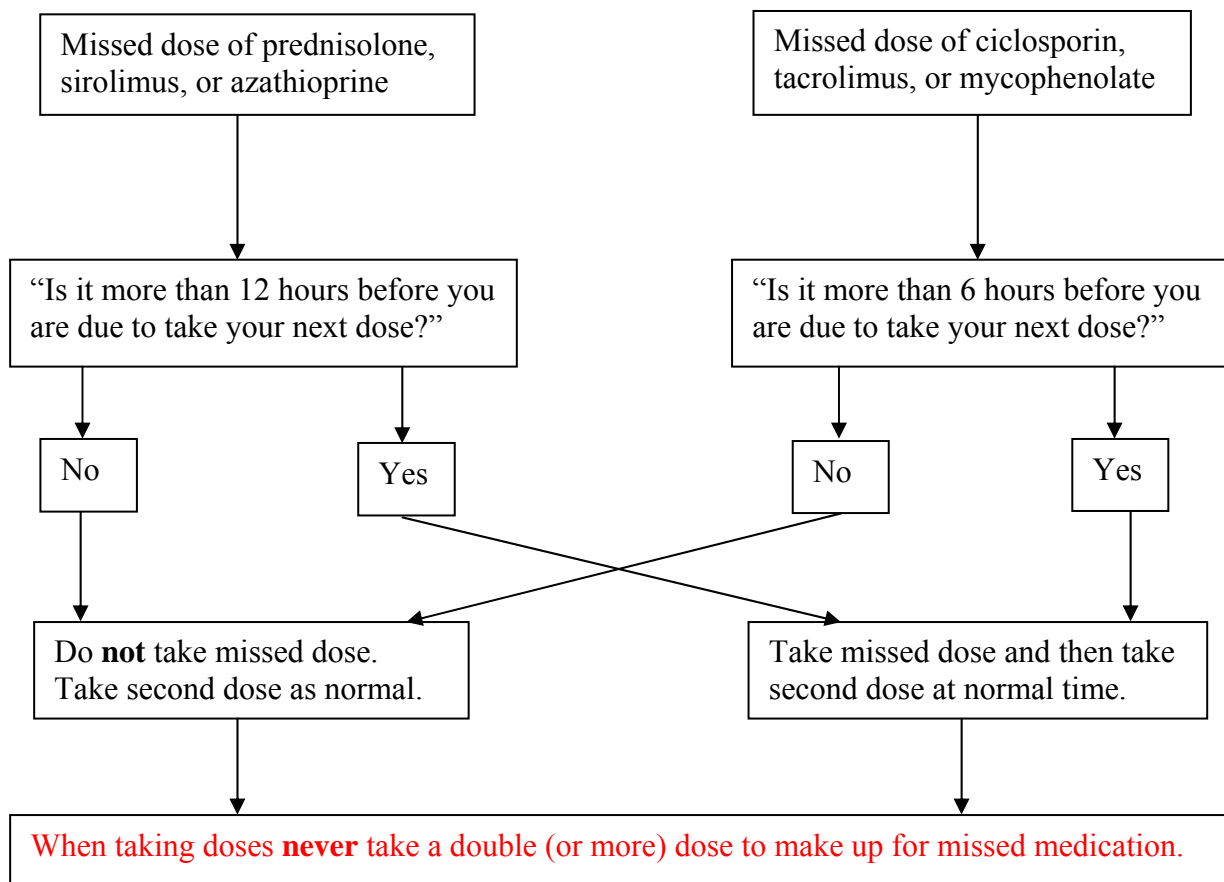 Missed dose of prednisolone,
sirolimus, or azathioprine
Missed dose of ciclosporin,
tacrolimus, or mycophenolate
“Is it more than 12 hours before you
are due to take your next dose?”
“Is it more than 6 hours before you
are due to take your next dose?”
No
Yes
No
Yes
Do not take missed dose.
Take second dose as normal.
Take missed dose and then take
second dose at normal time.
When taking doses never take a double (or more) dose to make up for missed medication.